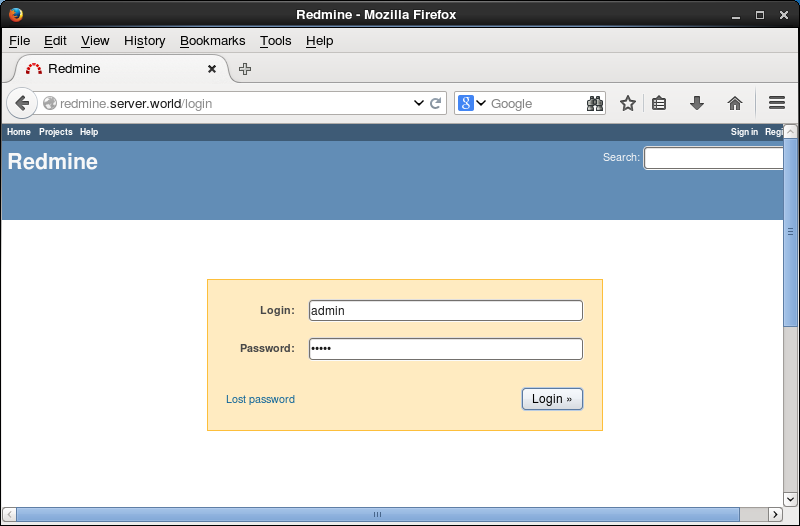 Redmine - Mozilla Firefox
File Edit View History Bookmarks Tools Help
Redmine
redmine.server.world/login
Google
Home Projects Help
Sign in Regi
Redmine
Search:
Login: admin
Password: •••••
Lost password
Login »